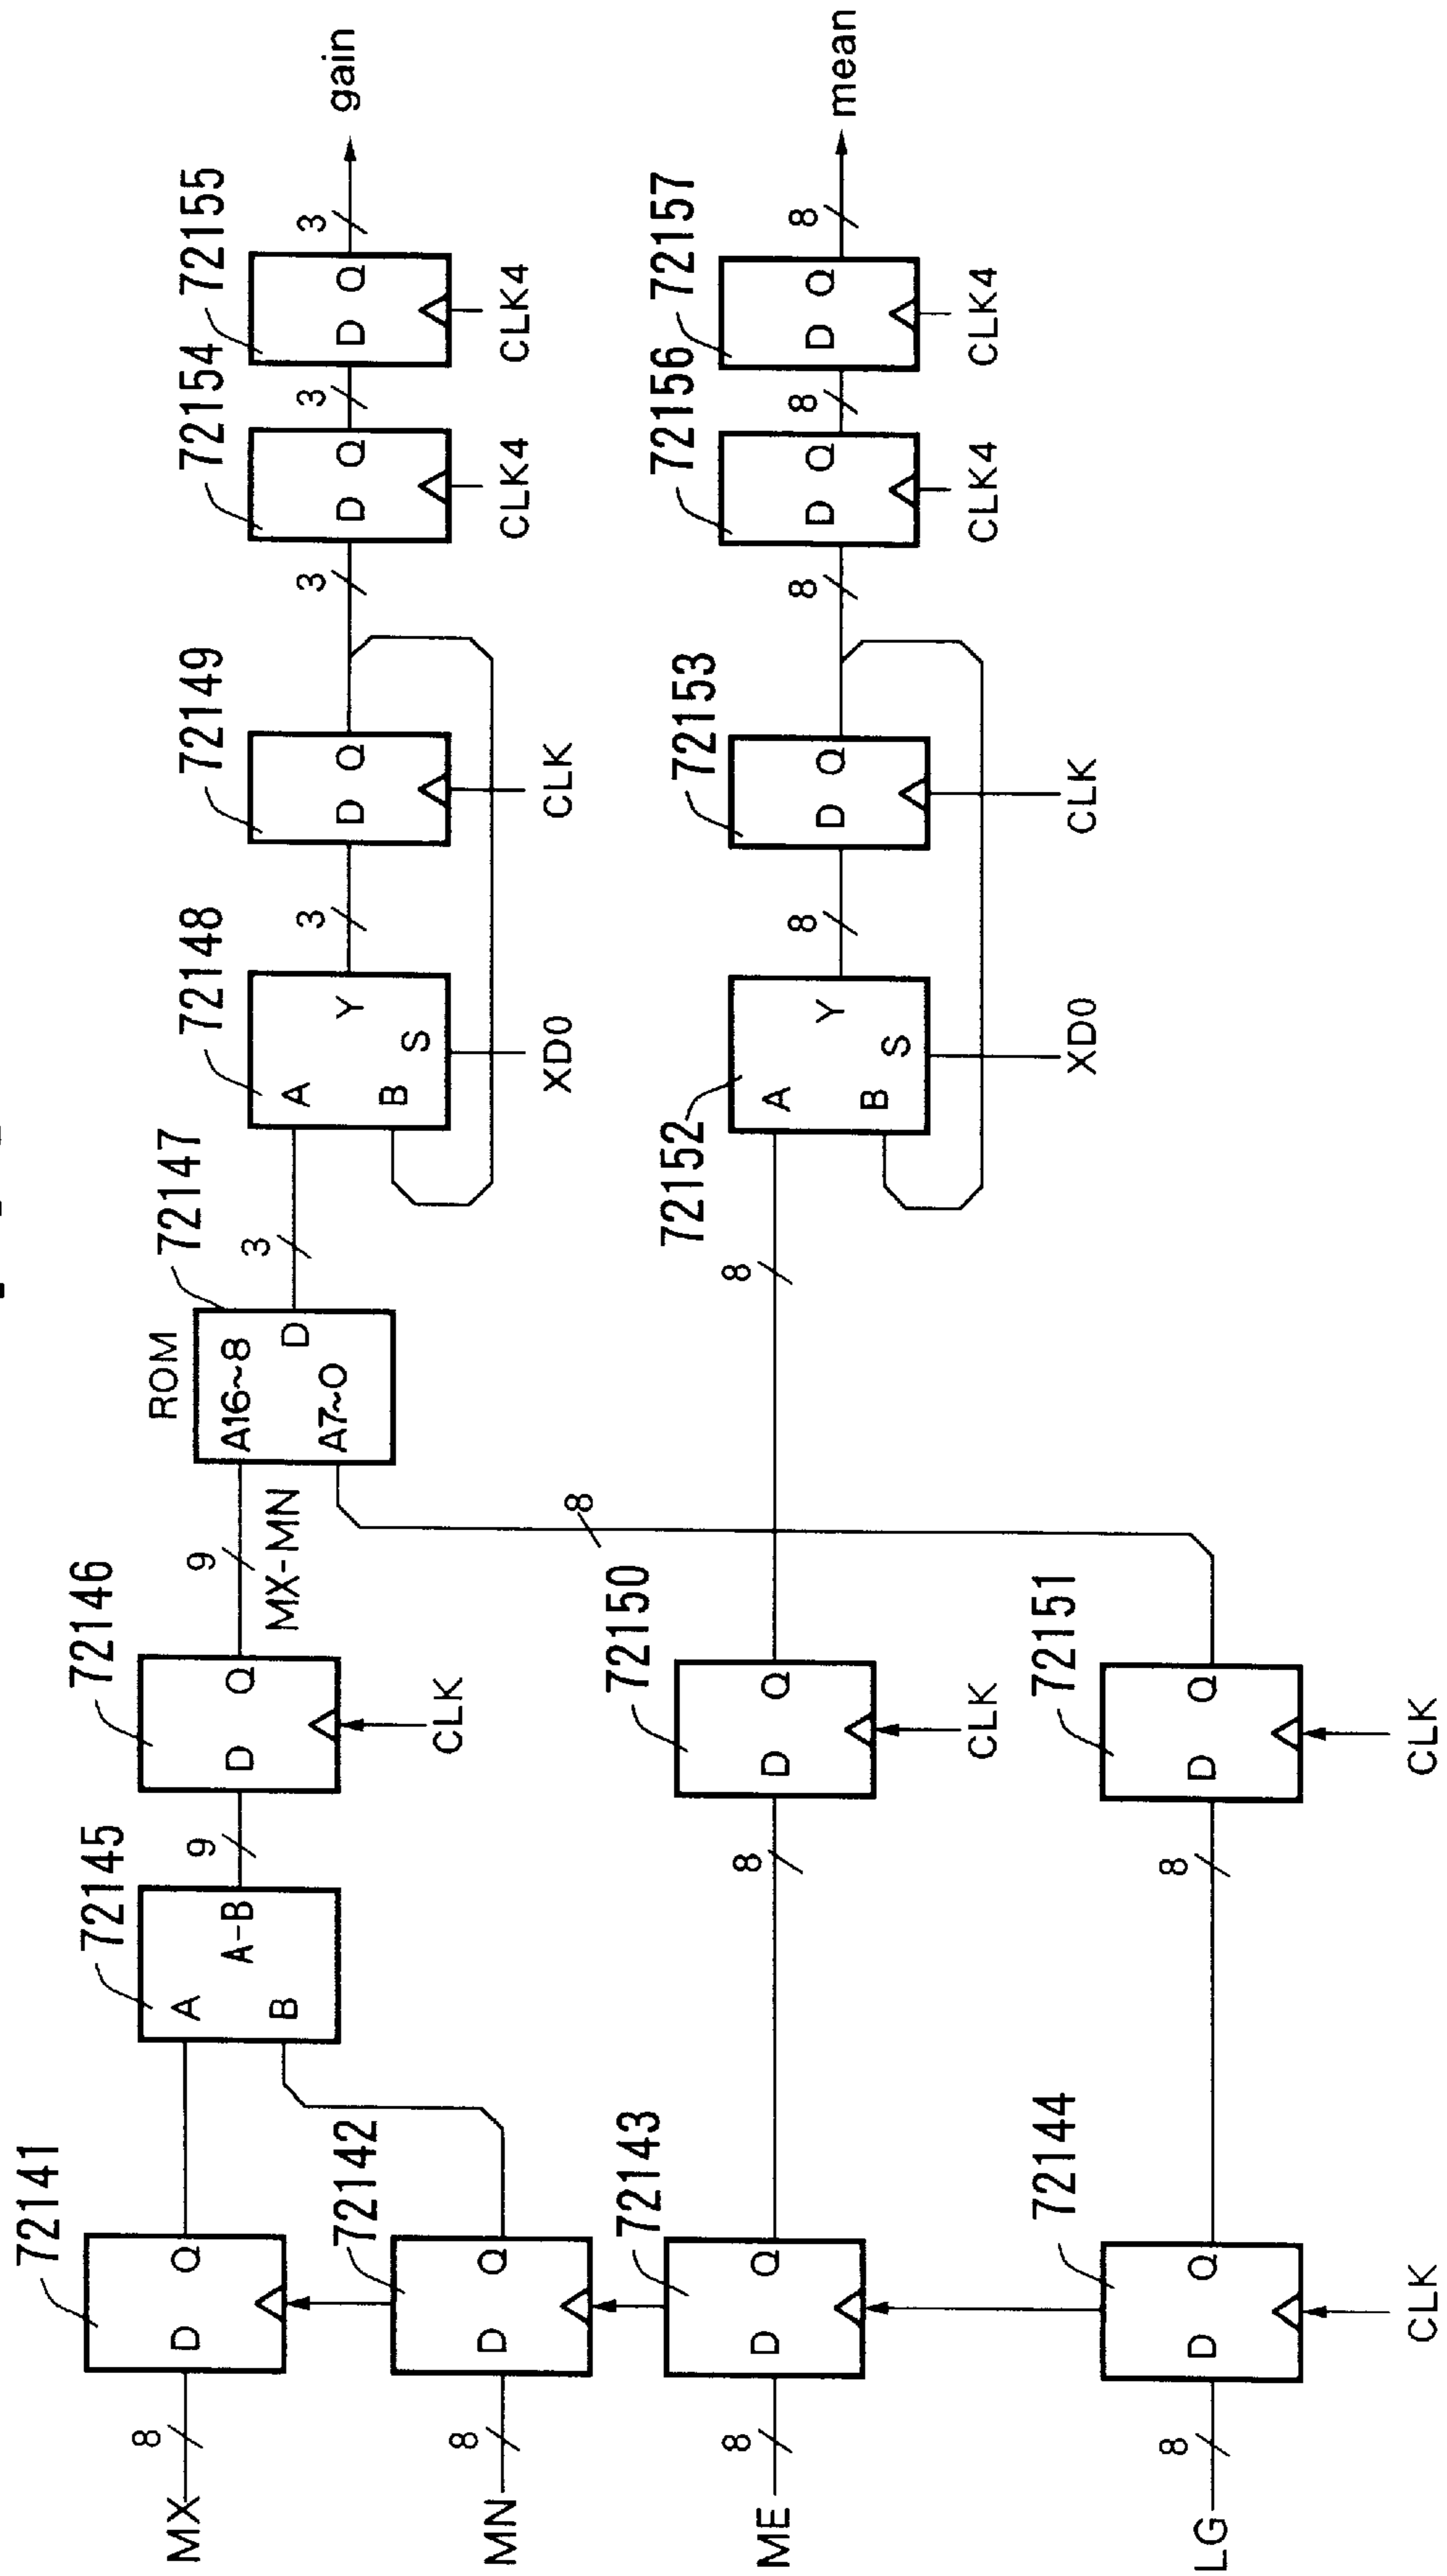 MX
8
D
Q
72141
MN
8
D
Q
72142
ME
8
D
Q
72143
LG
8
D
Q
72144
CLK
A
B
A-B
72145
9
D
Q
72146
CLK
9
MX-MN
8
D
Q
72150
CLK
8
D
Q
72151
CLK
8
ROM
A16~8
A7~0
D
72147
3
A
B
Y
S
72148
XD0
3
D
Q
72149
CLK
3
D
Q
72154
CLK4
3
D
Q
72155
CLK4
3
gain
8
A
B
Y
S
72152
XD0
8
D
Q
72153
CLK
8
D
Q
72156
CLK4
8
D
Q
72157
CLK4
8
mean